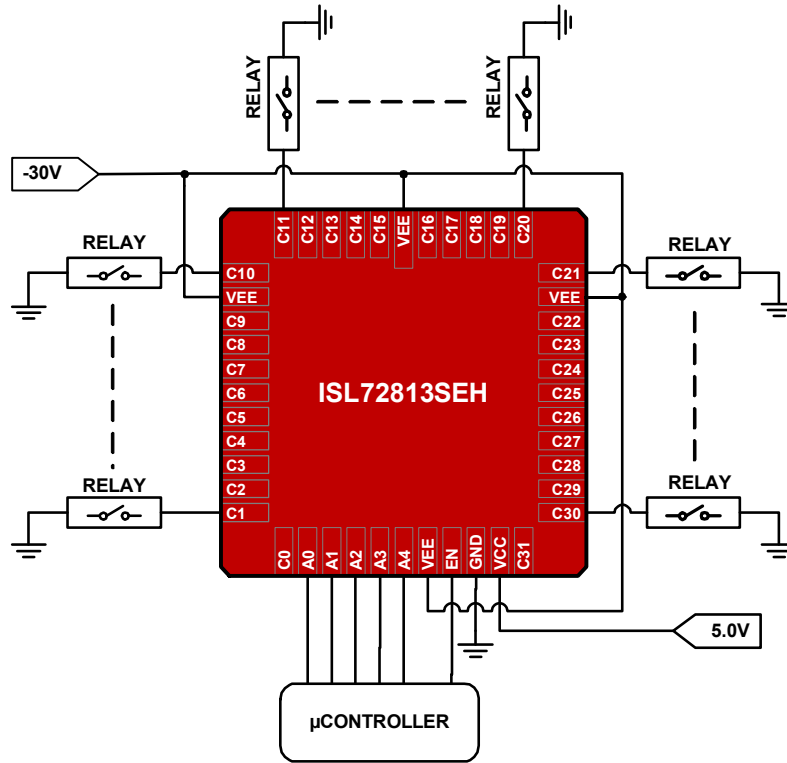 RELAY
RELAY
-30V
C11
C12
C13
C14
C15
VEE
C16
C17
C18
C19
C20
RELAY
RELAY
C10
VEE
C9
C8
C7
C6
C5
C4
C3
C2
C1
C21
VEE
C22
C23
C24
C25
C26
C27
C28
C29
C30
ISL72813SEH
RELAY
RELAY
C0
A0
A1
A2
A3
A4
VEE
EN
GND
VCC
C31
5.0V
µCONTROLLER